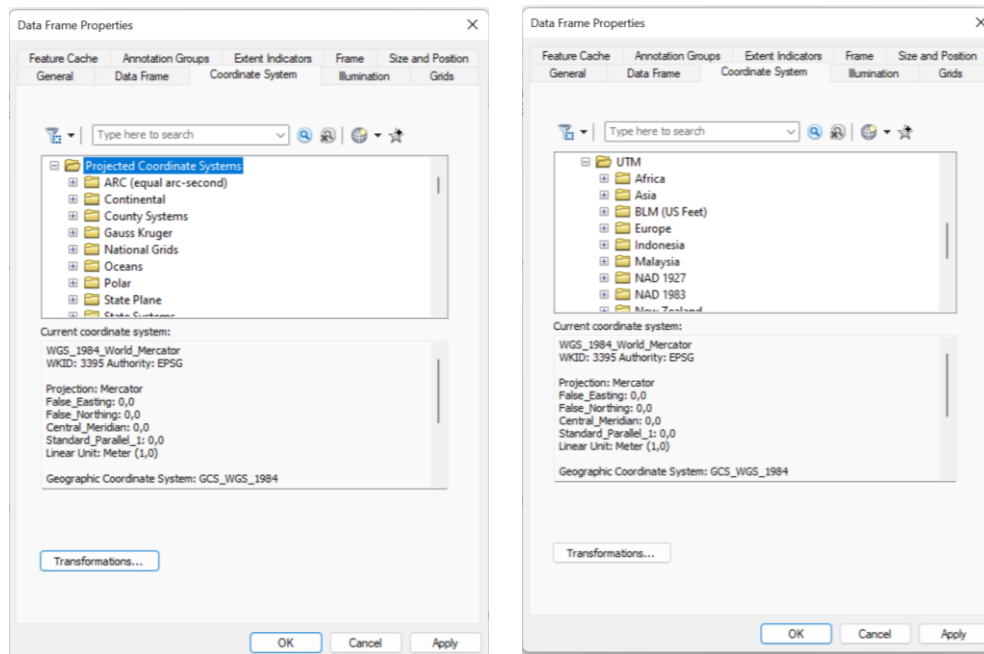 Data Frame Properties
Feature Cache Annotation Groups Extent Indicators Frame Size and Position
General Data Frame Coordinate System Illumination Grids
Type here to search
Projected Coordinate Systems
ARC (equal arc-second)
Continental
County Systems
Gauss Kruger
National Grids
Oceans
Polar
State Plane
State Systems
Current coordinate system:
WGS_1984_World_Mercator
WKID: 3395 Authority: EPSG
Projection: Mercator
False_Easting: 0,0
False_Northing: 0,0
Central_Meridian: 0,0
Standard_Parallel_1: 0,0
Linear Unit: Meter (1,0)
Geographic Coordinate System: GCS_WGS_1984
Transformations...
OK Cancel Apply
Data Frame Properties
Feature Cache Annotation Groups Extent Indicators Frame Size and Position
General Data Frame Coordinate System Illumination Grids
Type here to search
UTM
Africa
Asia
BLM (US Feet)
Europe
Indonesia
Malaysia
NAD 1927
NAD 1983
New Zealand
Current coordinate system:
WGS_1984_World_Mercator
WKID: 3395 Authority: EPSG
Projection: Mercator
False_Easting: 0,0
False_Northing: 0,0
Central_Meridian: 0,0
Standard_Parallel_1: 0,0
Linear Unit: Meter (1,0)
Geographic Coordinate System: GCS_WGS_1984
Transformations...
OK Cancel Apply